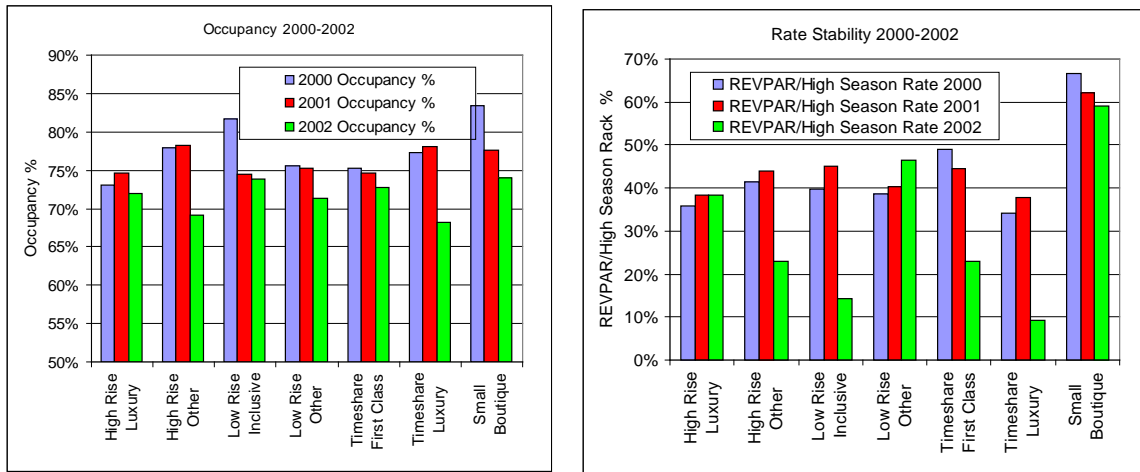 Occupancy 2000-2002
90%
85%
80%
75%
70%
65%
60%
55%
50%
Occupancy %
2000 Occupancy %
2001 Occupancy %
2002 Occupancy %
High Rise
Luxury
High Rise
Other
Low Rise
Inclusive
Low Rise
Other
Timeshare
First Class
Timeshare
Luxury
Small
Boutique
Rate Stability 2000-2002
70%
60%
50%
40%
30%
20%
10%
0%
REVPAR/High Season Rack %
REVPAR/High Season Rate 2000
REVPAR/High Season Rate 2001
REVPAR/High Season Rate 2002
High Rise
Luxury
High Rise
Other
Low Rise
Inclusive
Low Rise
Other
Timeshare
First Class
Timeshare
Luxury
Small
Boutique